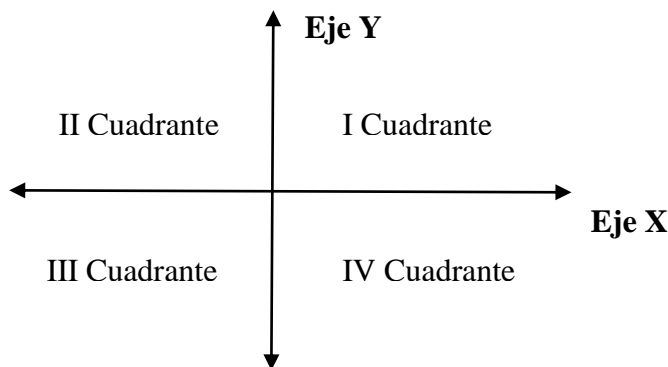 Eje Y
II Cuadrante
I Cuadrante
Eje X
III Cuadrante
IV Cuadrante